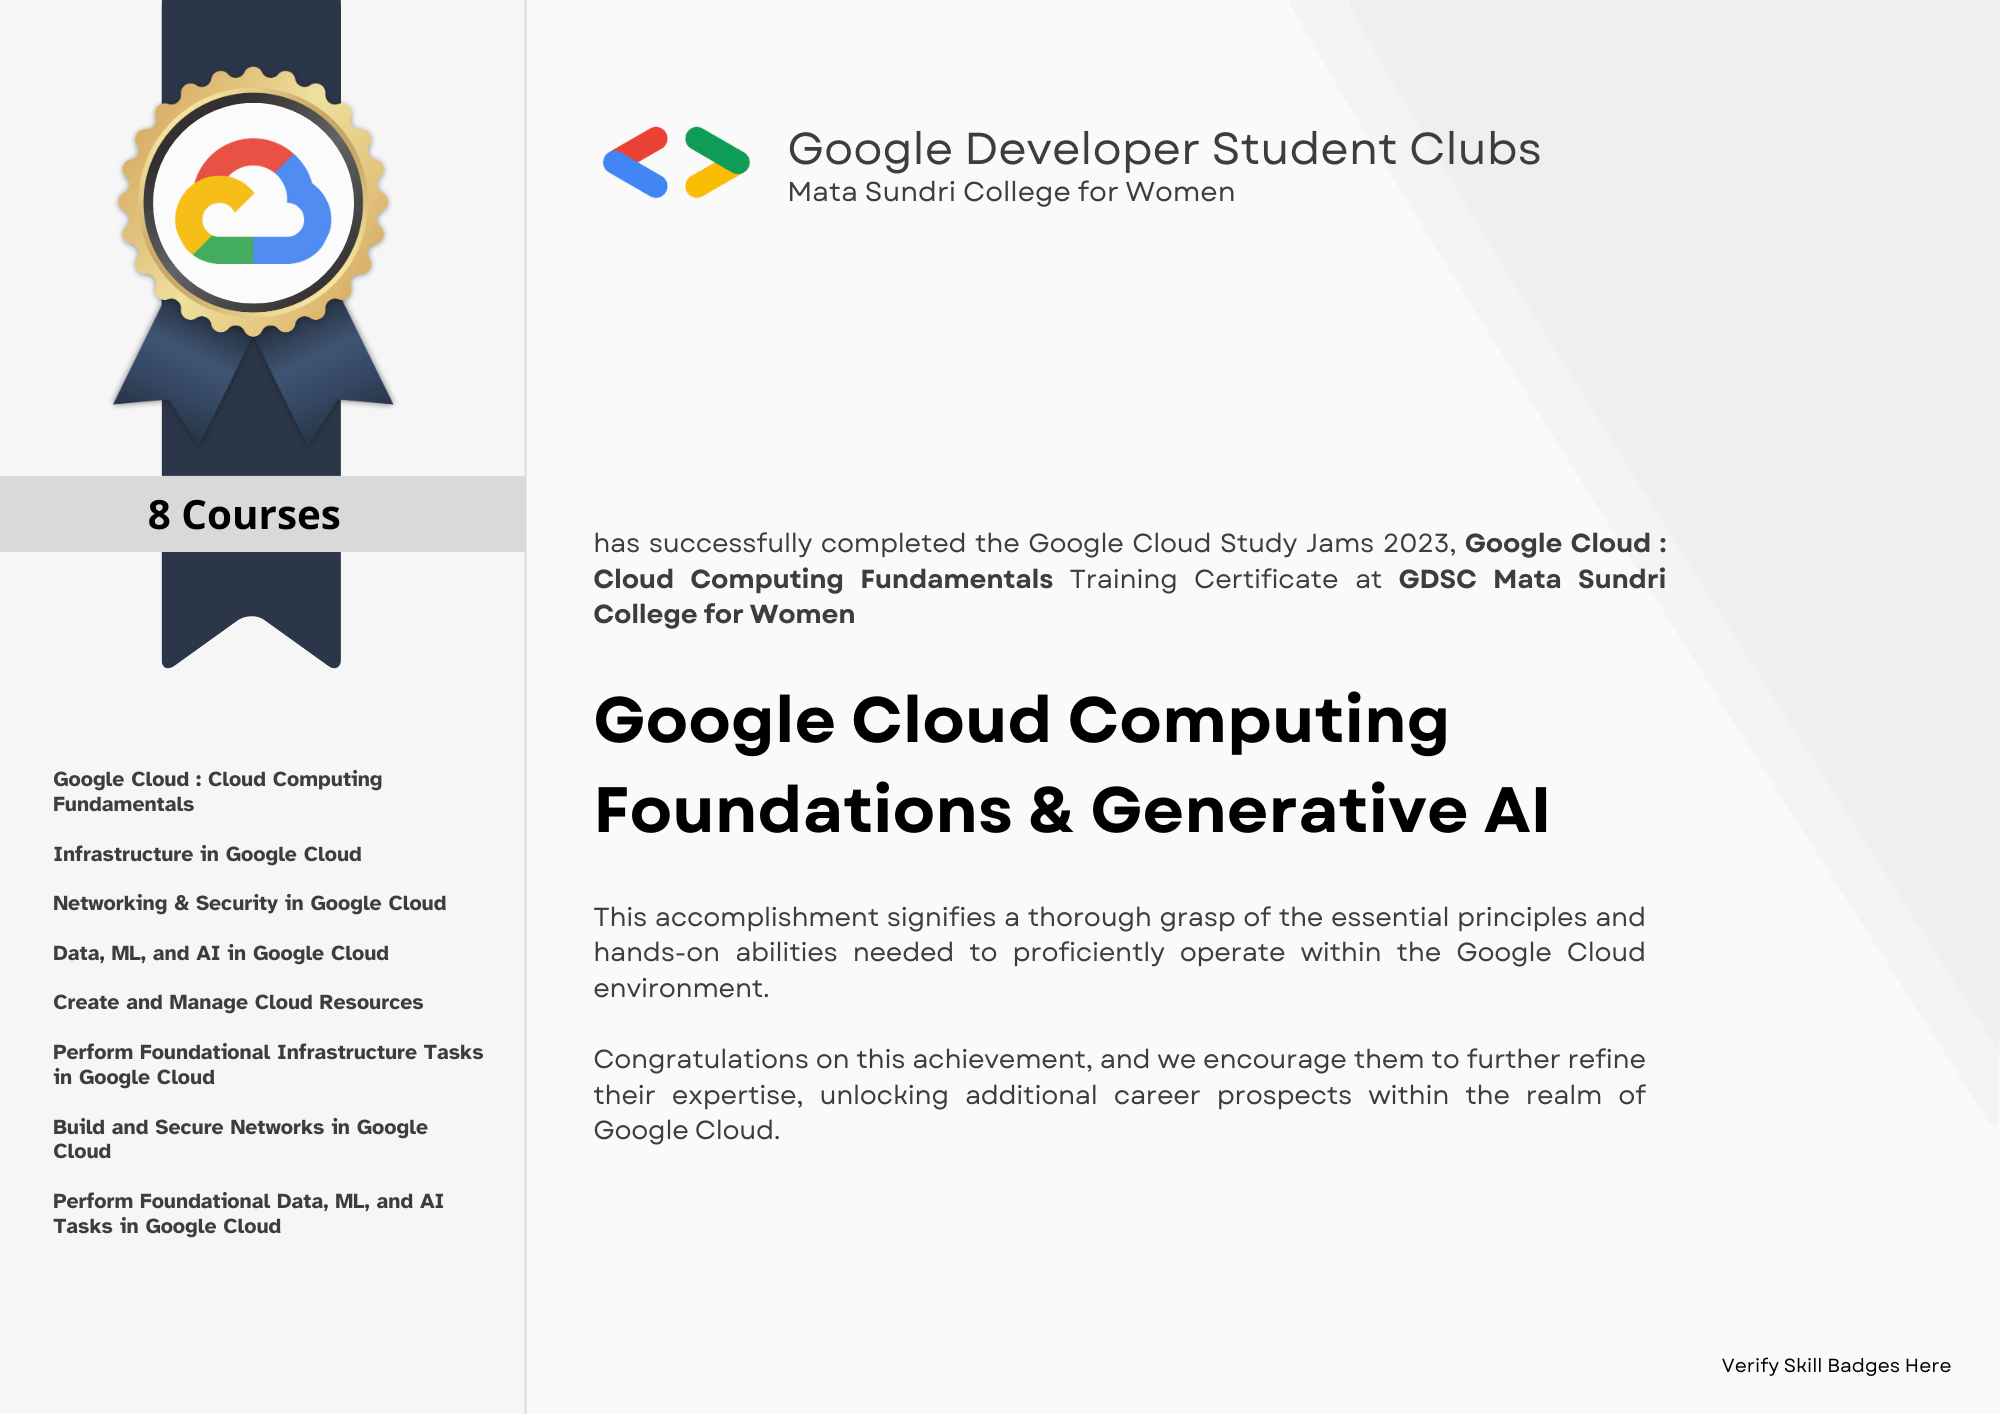 8 Courses
Google Cloud : Cloud Computing
Fundamentals
Infrastructure in Google Cloud
Networking & Security in Google Cloud
Data, ML, and AI in Google Cloud
Create and Manage Cloud Resources
Perform Foundational Infrastructure Tasks
in Google Cloud
Build and Secure Networks in Google
Cloud
Perform Foundational Data, ML, and AI
Tasks in Google Cloud
Google Developer Student Clubs
Mata Sundri College for Women
has successfully completed the Google Cloud Study Jams 2023, Google Cloud :
Cloud Computing Fundamentals Training Certificate at GDSC Mata Sundri
College for Women
Google Cloud Computing
Foundations & Generative AI
This accomplishment signifies a thorough grasp of the essential principles and
hands-on abilities needed to proficiently operate within the Google Cloud
environment.
Congratulations on this achievement, and we encourage them to further refine
their expertise, unlocking additional career prospects within the realm of
Google Cloud.
Verify Skill Badges Here